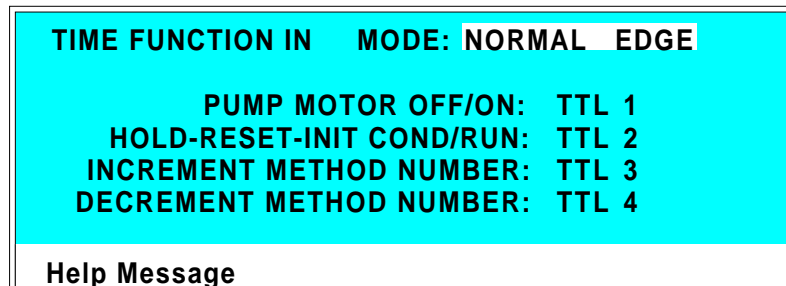 TIME FUNCTION IN MODE: NORMAL EDGE
PUMP MOTOR OFF/ON: TTL 1
HOLD-RESET-INIT COND/RUN: TTL 2
INCREMENT METHOD NUMBER: TTL 3
DECREMENT METHOD NUMBER: TTL 4
Help Message